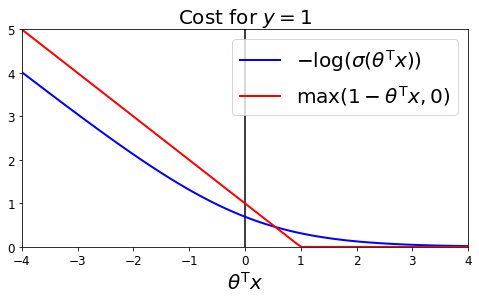 Cost for y = 1
−log(σ(θᵀx))
max(1 − θᵀx, 0)
5
4
3
2
1
0
−4 −3 −2 −1 0 1 2 3 4
θᵀx